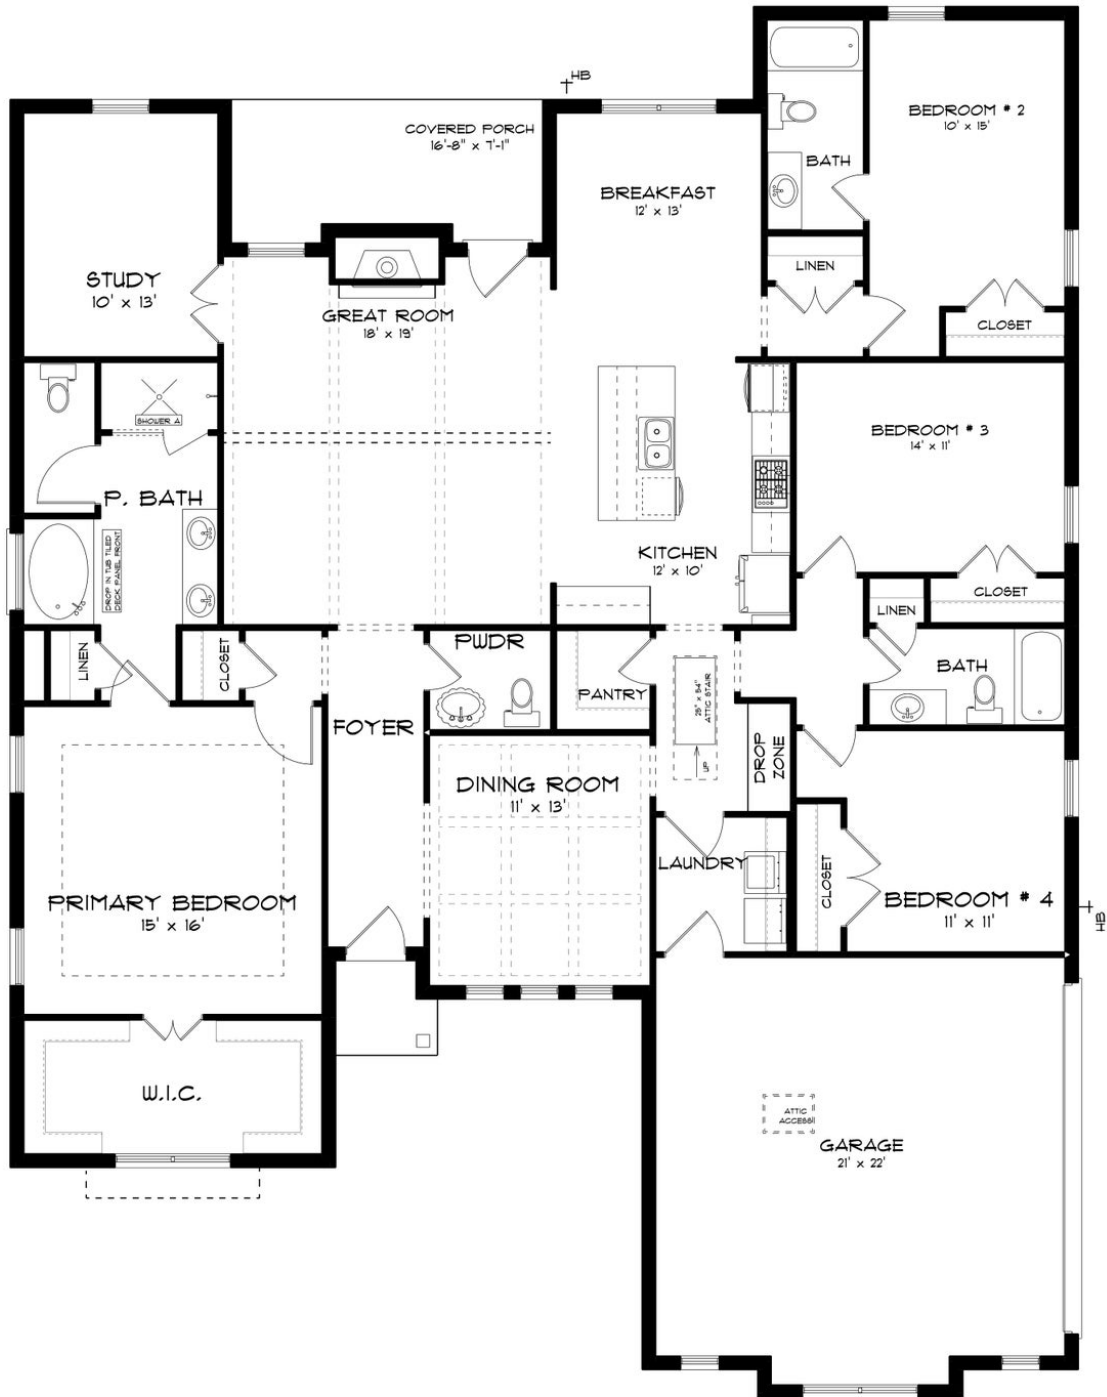 HB
COVERED PORCH
16'-8" x 7'-1"
BEDROOM # 2
10' x 15'
BATH
BREAKFAST
12' x 13'
LINEN
STUDY
10' x 13'
GREAT ROOM
18' x 19'
CLOSET
SHOWER A
BEDROOM # 3
14' x 11'
P. BATH
DROP IN TUB TILED
DECK PANEL FRONT
KITCHEN
12' x 10'
CLOSET
LINEN
LINEN
CLOSET
PWDR
PANTRY
25" x 54"
ATTIC STAIR
UP
BATH
FOYER
DROP
ZONE
DINING ROOM
11' x 13'
LAUNDRY
CLOSET
BEDROOM # 4
11' x 11'
HB
PRIMARY BEDROOM
15' x 16'
W.I.C.
ATTIC
ACCESS
GARAGE
21' x 22'